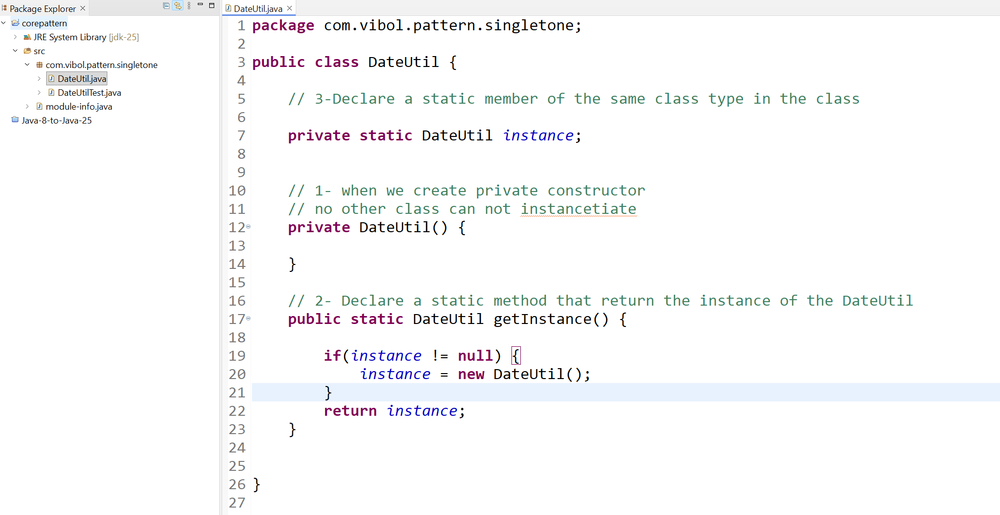 Package Explorer
corepattern
JRE System Library [jdk-25]
src
com.vibol.pattern.singletone
DateUtil.java
DateUtilTest.java
module-info.java
Java-8-to-Java-25
DateUtil.java
1 package com.vibol.pattern.singletone;
2
3 public class DateUtil {
4
5 // 3-Declare a static member of the same class type in the class
6
7 private static DateUtil instance;
8
9
10 // 1- when we create private constructor
11 // no other class can not instancetiate
12 private DateUtil() {
13
14 }
15
16 // 2- Declare a static method that return the instance of the DateUtil
17 public static DateUtil getInstance() {
18
19 if(instance != null) {
20 instance = new DateUtil();
21 }
22 return instance;
23 }
24
25
26 }
27